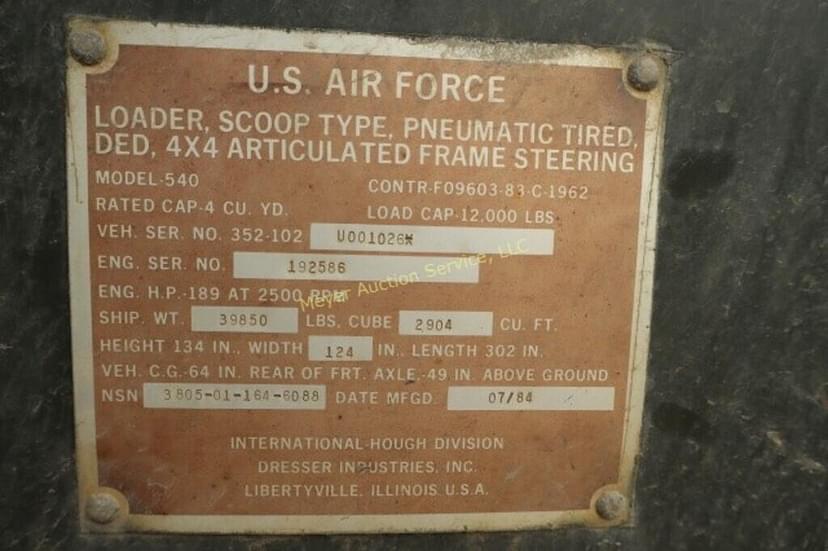 U.S. AIR FORCE
LOADER, SCOOP TYPE, PNEUMATIC TIRED,
DED, 4X4 ARTICULATED FRAME STEERING
MODEL-540 CONTR-F09603-83-C-1962
RATED CAP-4 CU. YD. LOAD CAP-12,000 LBS.
VEH. SER. NO. 352-102 U001026
ENG. SER. NO. 192586
Meyer Auction Service, LLC
ENG. H.P.-189 AT 2500 RPM
SHIP. WT. 39850 LBS, CUBE 2904 CU. FT.
HEIGHT 134 IN., WIDTH 124 IN., LENGTH 302 IN.
VEH. C.G.-64 IN. REAR OF FRT. AXLE,-49 IN. ABOVE GROUND
NSN 3805-01-164-6088 DATE MFGD. 07/84
INTERNATIONAL-HOUGH DIVISION
DRESSER INDUSTRIES, INC.
LIBERTYVILLE, ILLINOIS U.S.A.